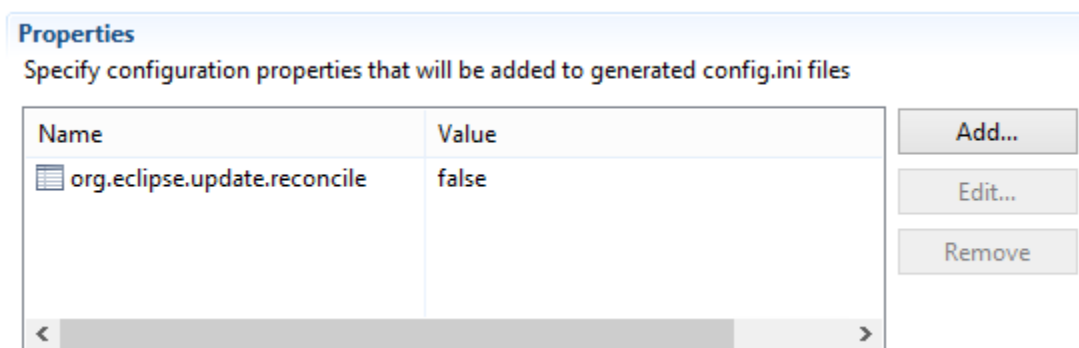 Properties
Specify configuration properties that will be added to generated config.ini files
Name Value Add...
org.eclipse.update.reconcile false Edit...
Remove